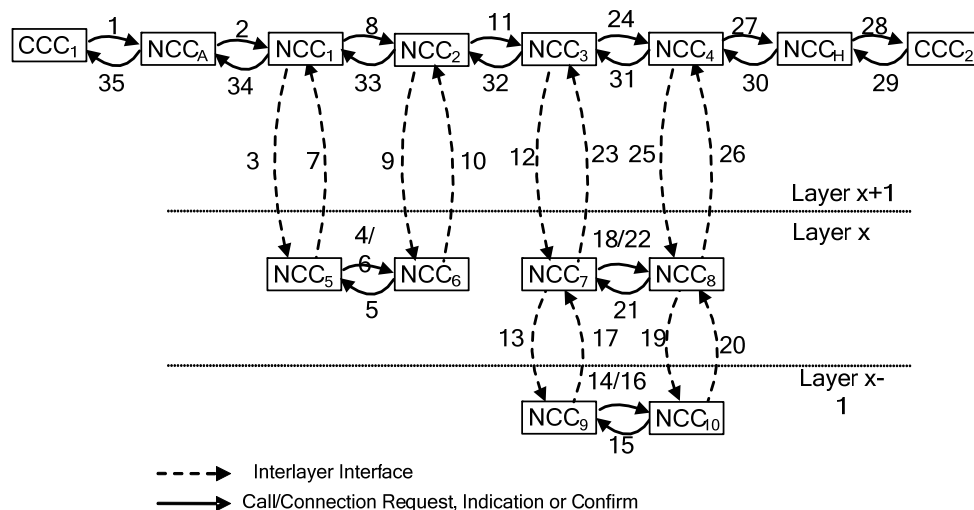 1 2 8 11 24 27 28
CCC1 NCCA NCC1 NCC2 NCC3 NCC4 NCCH CCC2
35 34 33 32 31 30 29
3 7 9 10 12 23 25 26
Layer x+1
Layer x
4/
6
18/22
NCC5 NCC6 NCC7 NCC8
5 21
13 17 19 20
Layer x-
1
14/16
NCC9 NCC10
15
Interlayer Interface
Call/Connection Request, Indication or Confirm